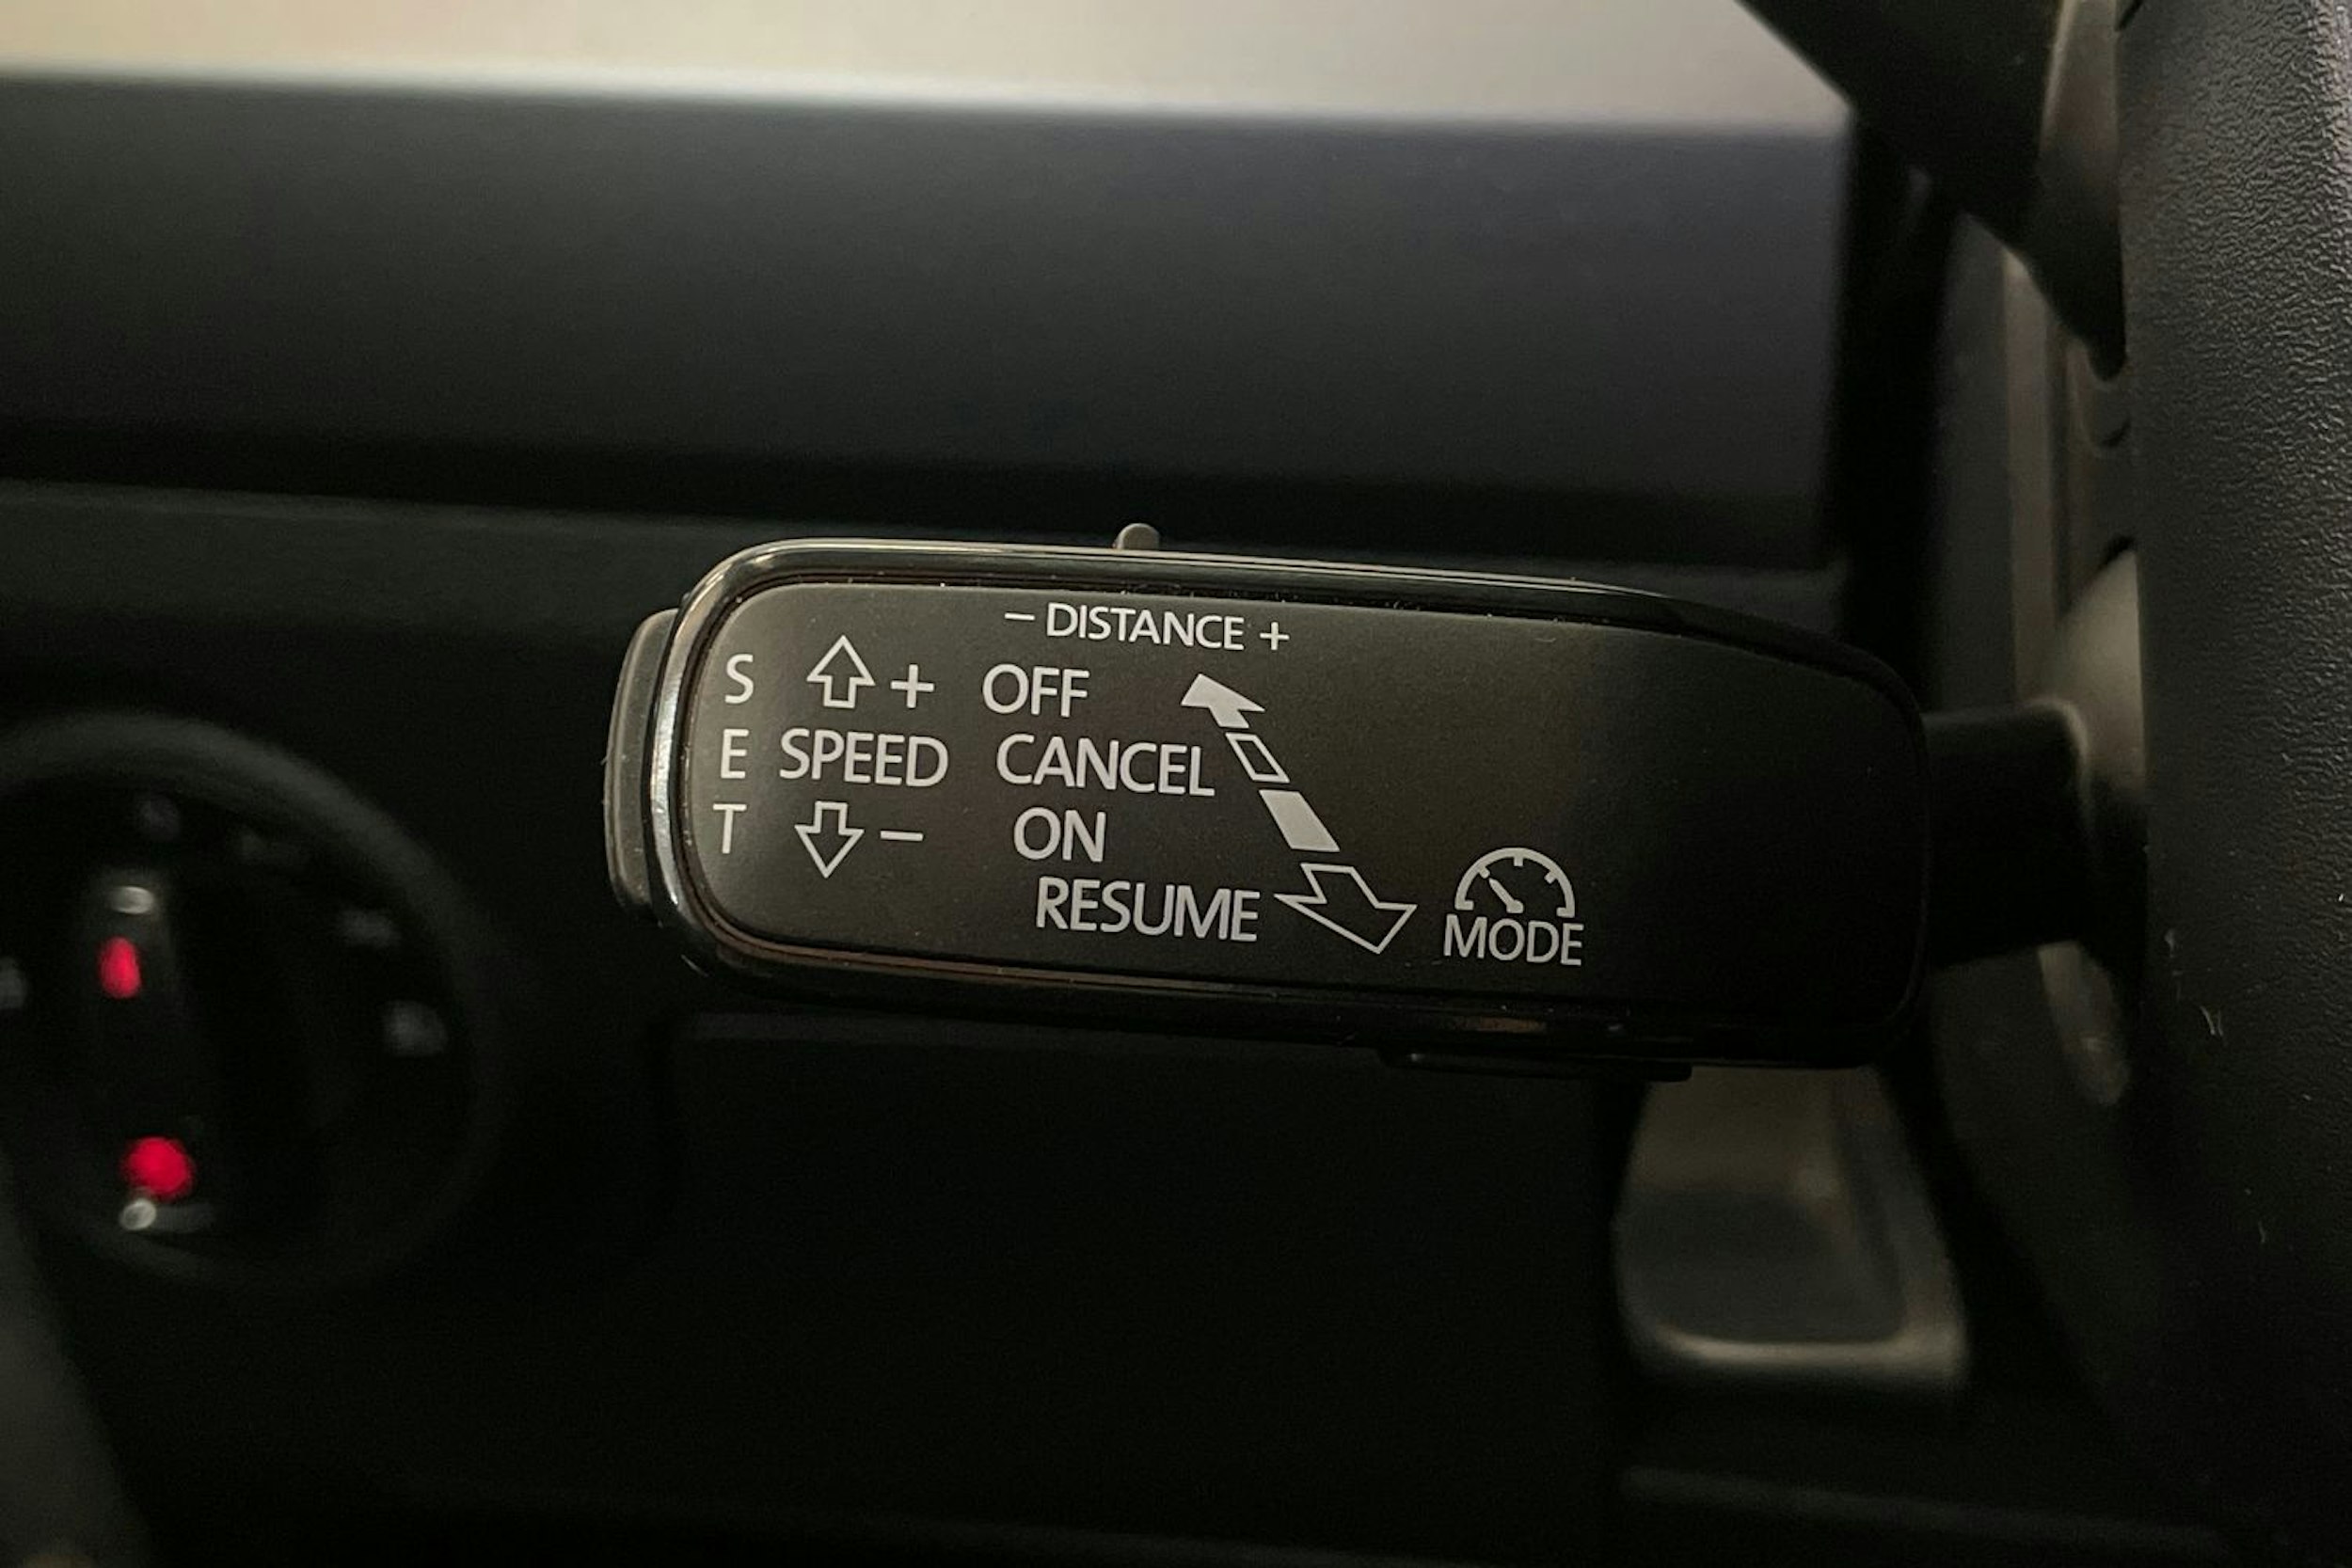 − DISTANCE +
S + OFF
E SPEED CANCEL
T − ON
RESUME
MODE